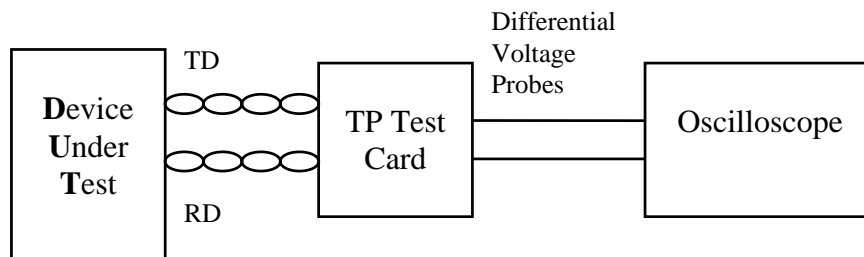 Device
Under
Test
TD
RD
TP Test
Card
Differential
Voltage
Probes
Oscilloscope